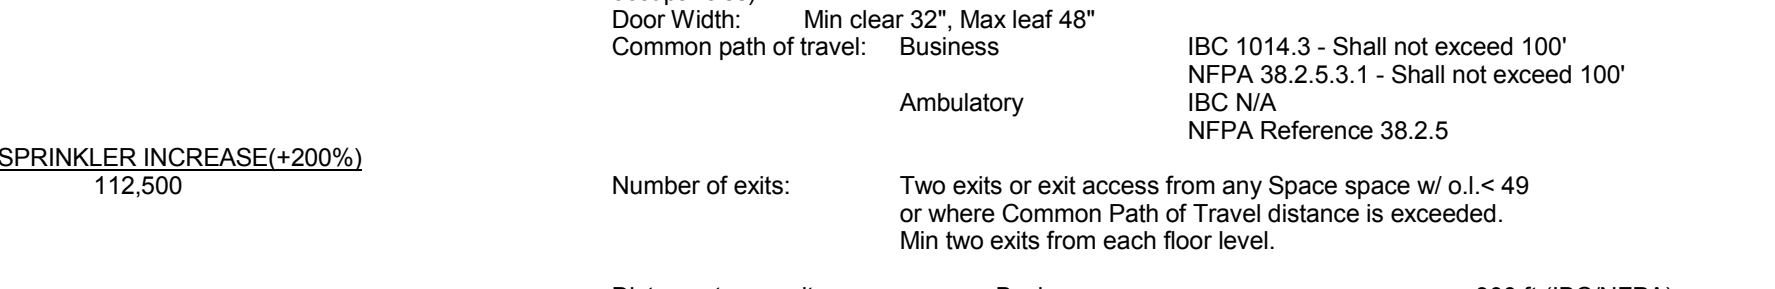 Door Width: Min clear 32", Max leaf 48"
Common path of travel: Business IBC 1014.3 - Shall not exceed 100'
NFPA 38.2.5.3.1 - Shall not exceed 100'
Ambulatory IBC N/A
NFPA Reference 38.2.5
SPRINKLER INCREASE(+200%)
112,500
Number of exits: Two exits or exit access from any Space space w/ o.l.< 49
or where Common Path of Travel distance is exceeded.
Min two exits from each floor level.